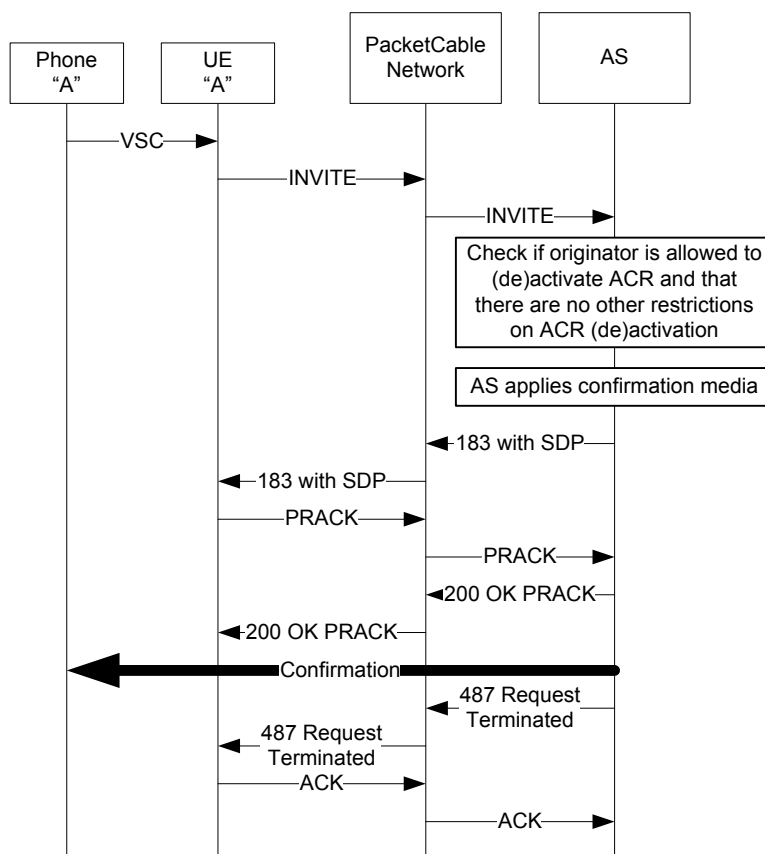 Phone
“A”
UE
“A”
PacketCable
Network
AS
VSC
INVITE
INVITE
Check if originator is allowed to
(de)activate ACR and that
there are no other restrictions
on ACR (de)activation
AS applies confirmation media
183 with SDP
183 with SDP
PRACK
PRACK
200 OK PRACK
200 OK PRACK
Confirmation
487 Request
Terminated
487 Request
Terminated
ACK
ACK